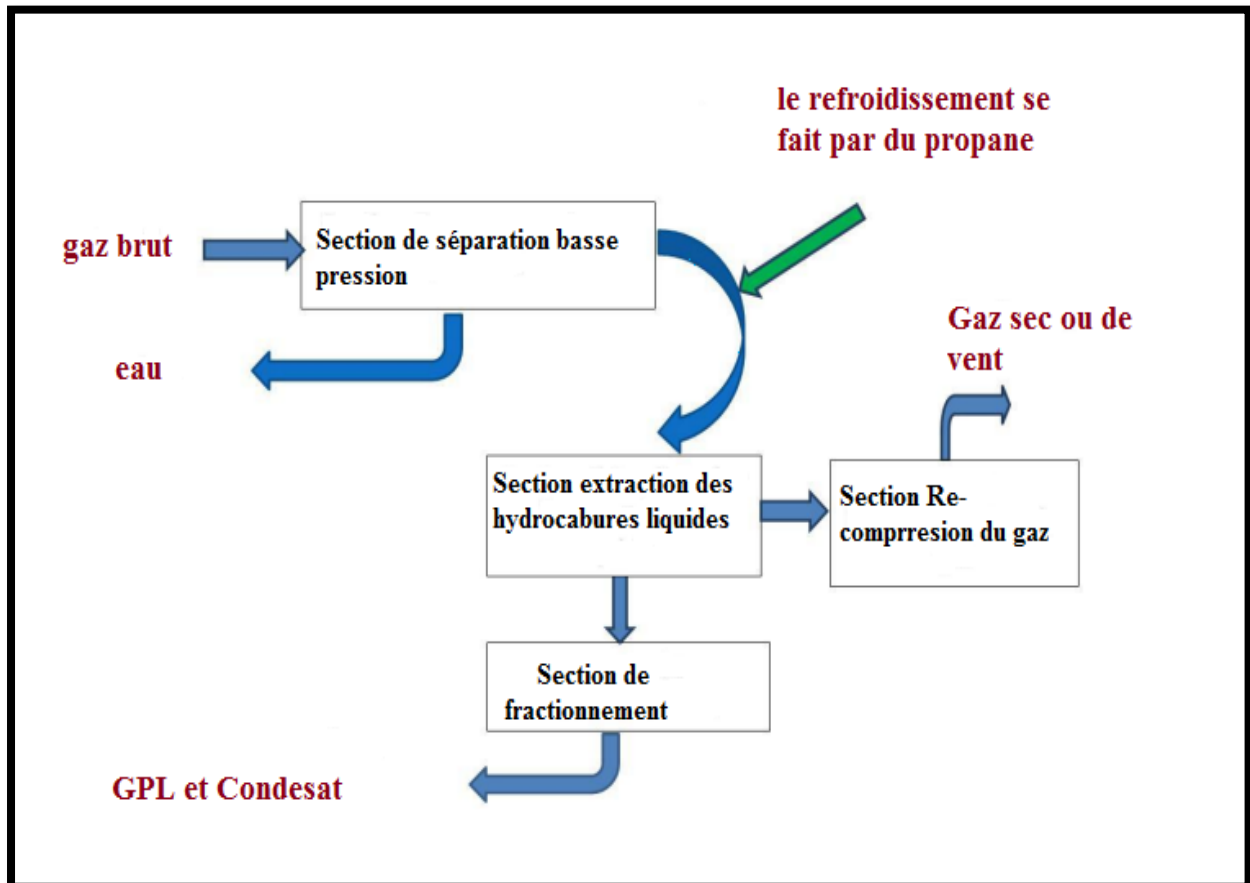 le refroidissement se
fait par du propane
gaz brut
Section de séparation basse
pression
eau
Gaz sec ou de
vent
Section extraction des
hydrocabures liquides
Section Re-
comprresion du gaz
Section de
fractionnement
GPL et Condesat